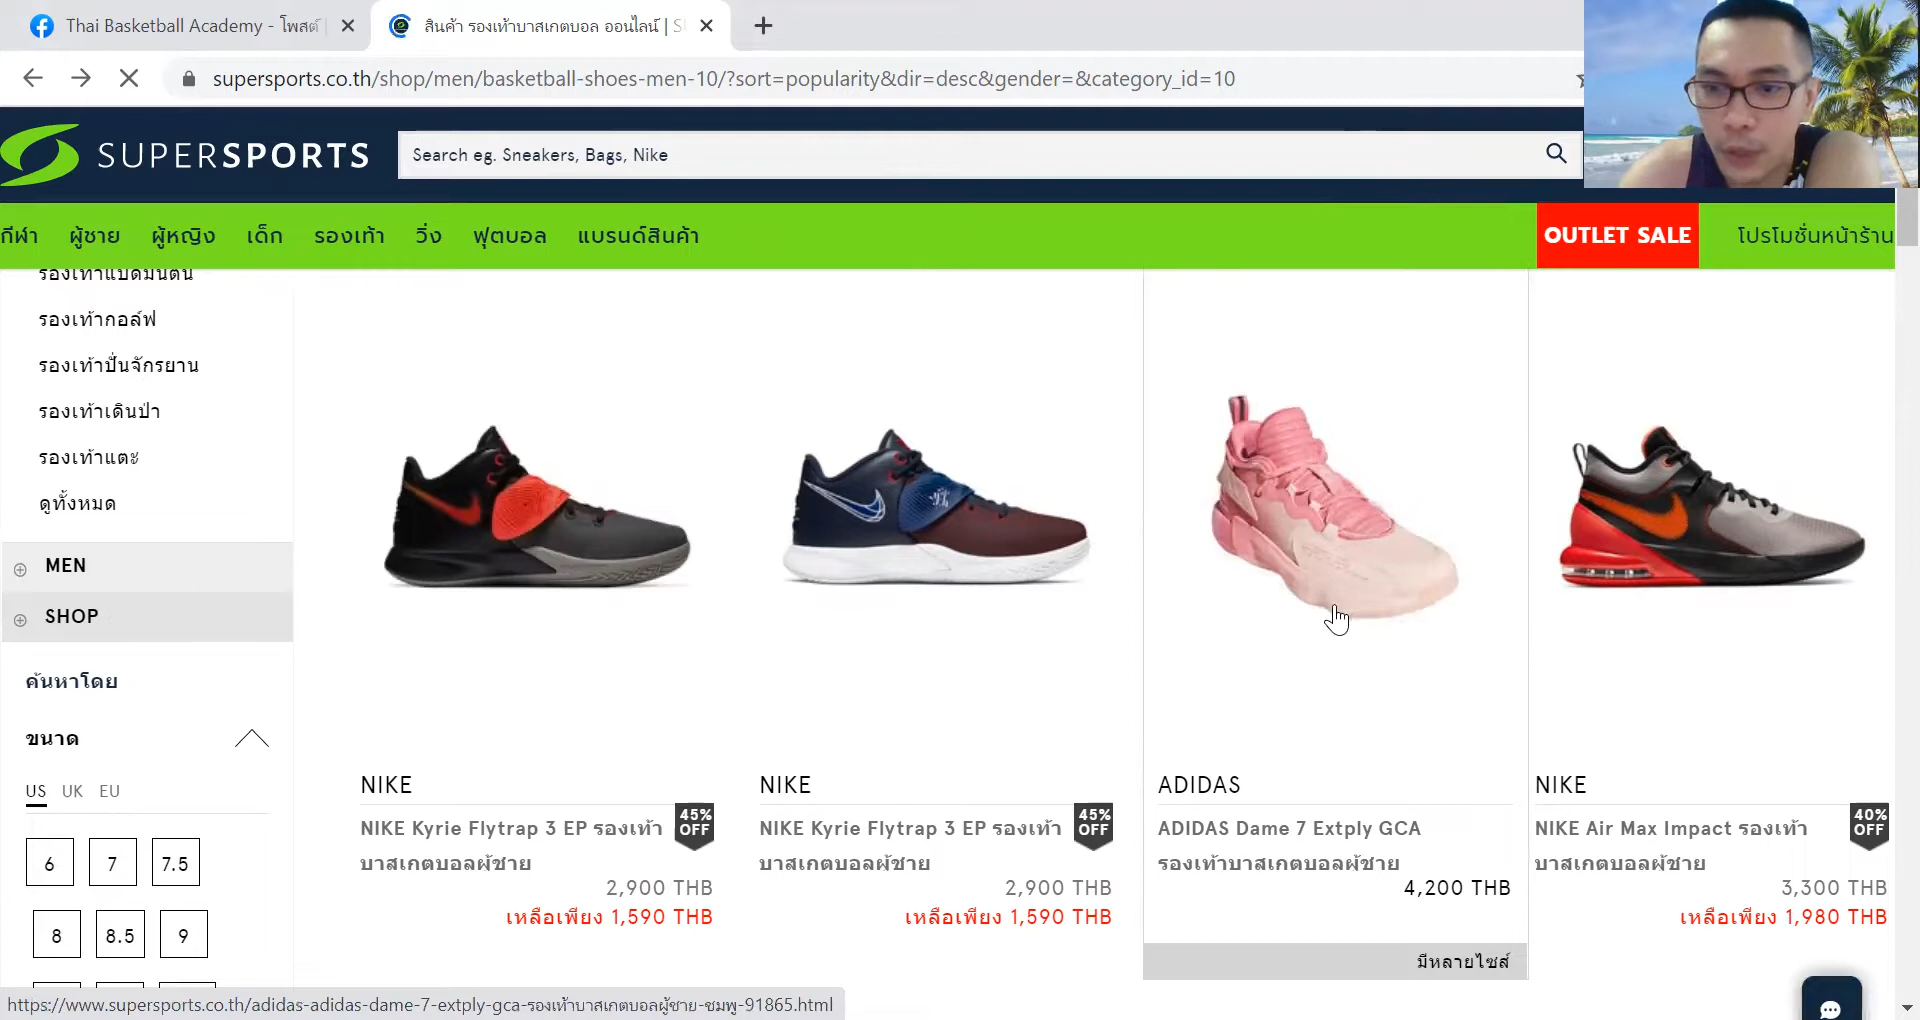 Thai Basketball Academy - โพสต์
สินค้า รองเท้าบาสเกตบอล ออนไลน์ | S
supersports.co.th/shop/men/basketball-shoes-men-10/?sort=popularity&dir=desc&gender=&category_id=10
SUPERSPORTS
Search eg. Sneakers, Bags, Nike
กีฬา ผู้ชาย ผู้หญิง เด็ก รองเท้า วิ่ง ฟุตบอล แบรนด์สินค้า OUTLET SALE โปรโมชั่นหน้าร้าน
รองเท้าแบดมินตัน
รองเท้ากอล์ฟ
รองเท้าปั่นจักรยาน
รองเท้าเดินป่า
รองเท้าแตะ
ดูทั้งหมด
MEN
SHOP
ค้นหาโดย
ขนาด
US UK EU
6 7 7.5
8 8.5 9
NIKE
NIKE Kyrie Flytrap 3 EP รองเท้า
บาสเกตบอลผู้ชาย
45%
OFF
2,900 THB
เหลือเพียง 1,590 THB
NIKE
NIKE Kyrie Flytrap 3 EP รองเท้า
บาสเกตบอลผู้ชาย
45%
OFF
2,900 THB
เหลือเพียง 1,590 THB
ADIDAS
ADIDAS Dame 7 Extply GCA
รองเท้าบาสเกตบอลผู้ชาย
4,200 THB
มีหลายไซส์
NIKE
NIKE Air Max Impact รองเท้า
บาสเกตบอลผู้ชาย
40%
OFF
3,300 THB
เหลือเพียง 1,980 THB
https://www.supersports.co.th/adidas-adidas-dame-7-extply-gca-รองเท้าบาสเกตบอลผู้ชาย-ชมพู-91865.html